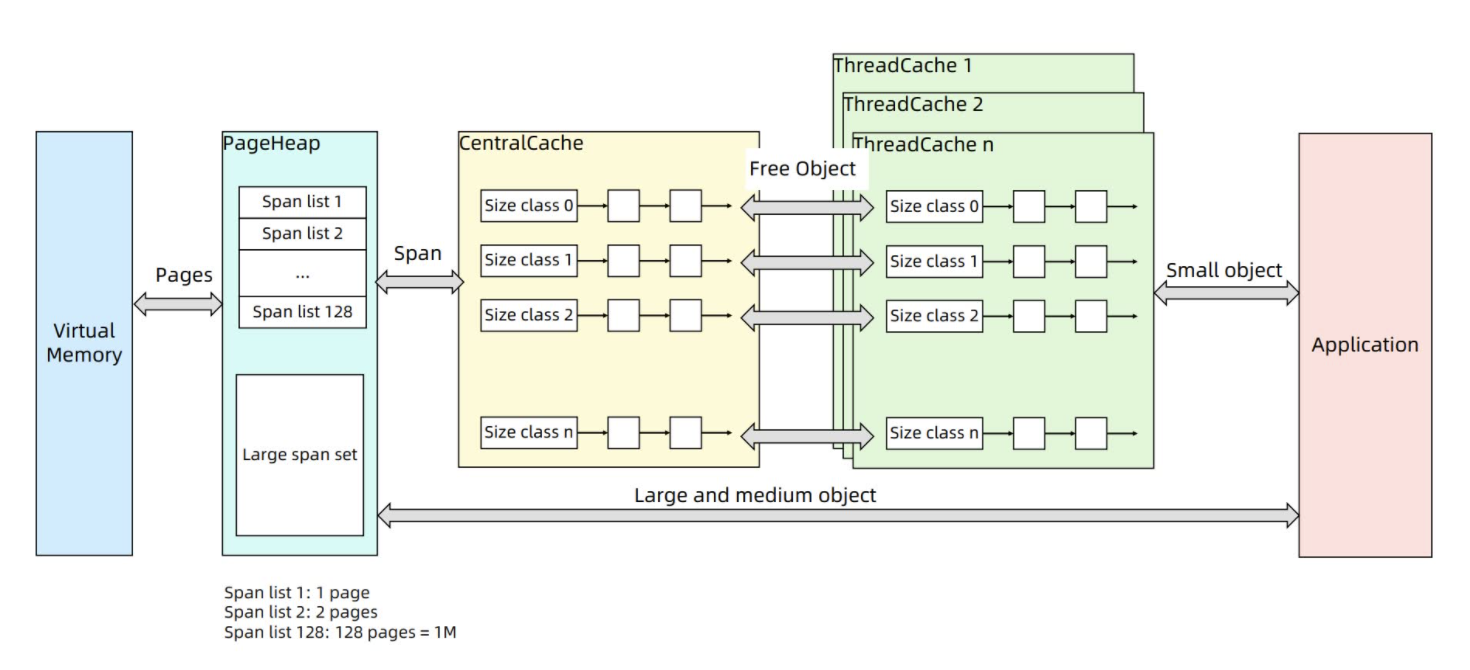 ThreadCache 1
ThreadCache 2
ThreadCache n
PageHeap
CentralCache
Free Object
Span list 1
Span list 2
...
Span list 128
Large span set
Size class 0
Size class 1
Size class 2
Size class n
Size class 0
Size class 1
Size class 2
Size class n
Pages
Span
Small object
Virtual
Memory
Application
Large and medium object
Span list 1: 1 page
Span list 2: 2 pages
Span list 128: 128 pages = 1M